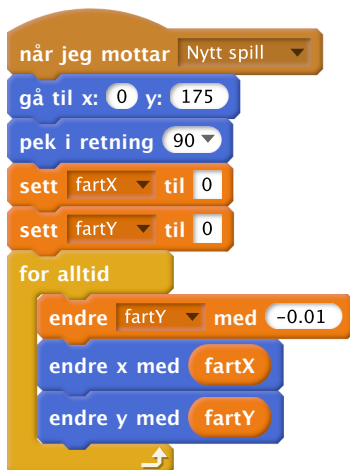 når jeg mottar Nytt spill
gå til x: 0 y: 175
pek i retning 90
sett fartX til 0
sett fartY til 0
for alltid
endre fartY med -0.01
endre x med fartX
endre y med fartY